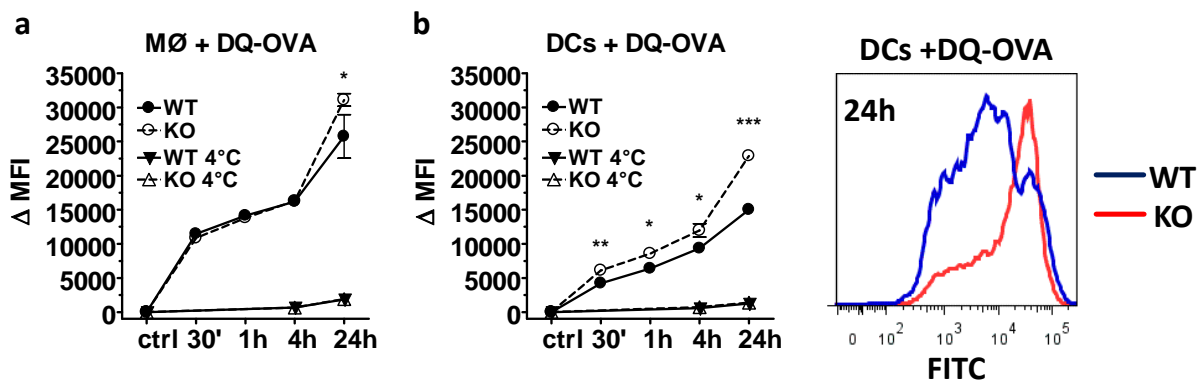 a
MØ + DQ-OVA
Δ MFI
35000
30000
25000
20000
15000
10000
5000
0
WT
KO
WT 4°C
KO 4°C
*
ctrl 30' 1h 4h 24h
b
DCs + DQ-OVA
Δ MFI
35000
30000
25000
20000
15000
10000
5000
0
WT
KO
WT 4°C
KO 4°C
** * * ***
ctrl 30' 1h 4h 24h
DCs +DQ-OVA
24h
0 10² 10³ 10⁴ 10⁵
FITC
WT
KO